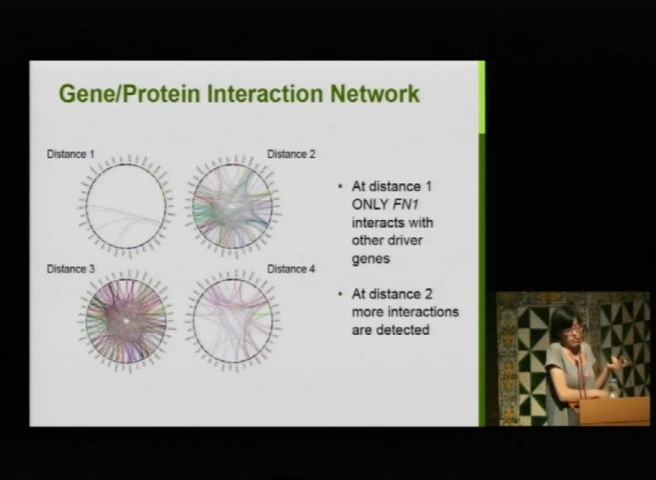 Gene/Protein Interaction Network
Distance 1
Distance 2
Distance 3
Distance 4
• At distance 1
ONLY FN1
interacts with
other driver
genes
• At distance 2
more interactions
are detected